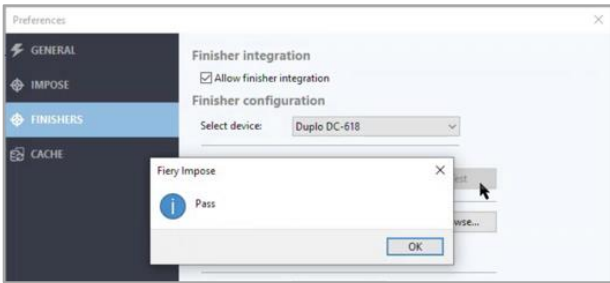 Preferences
GENERAL
Finisher integration
Allow finisher integration
IMPOSE
Finisher configuration
FINISHERS
Select device: Duplo DC-618
CACHE
Fiery Impose
Pass
OK